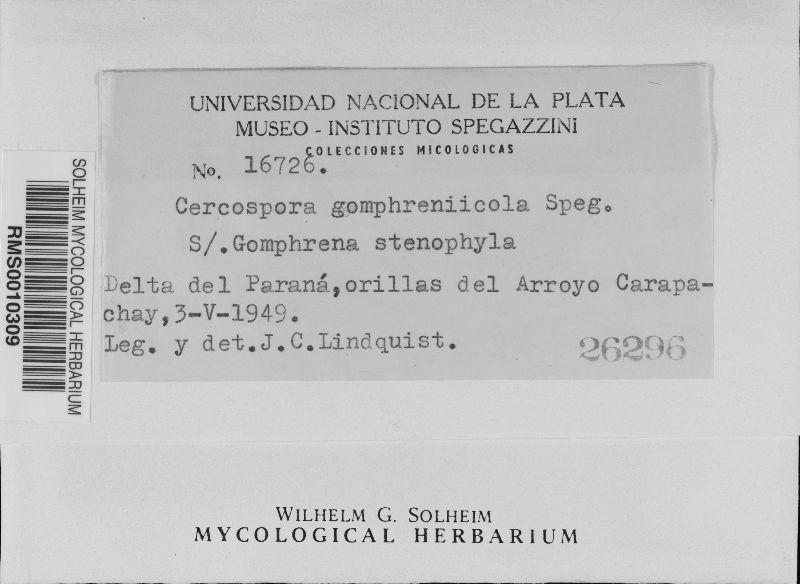 UNIVERSIDAD NACIONAL DE LA PLATA
MUSEO - INSTITUTO SPEGAZZINI
COLECCIONES MICOLOGICAS
No. 16726.
Cercospora gomphreniicola Speg.
S/.Gomphrena stenophyla
Delta del Paraná,orillas del Arroyo Carapa-
chay,3-V-1949.
Leg. y det.J.C.Lindquist.
26296
SOLHEIM MYCOLOGICAL HERBARIUM
RMS0010309
WILHELM G. SOLHEIM
MYCOLOGICAL HERBARIUM